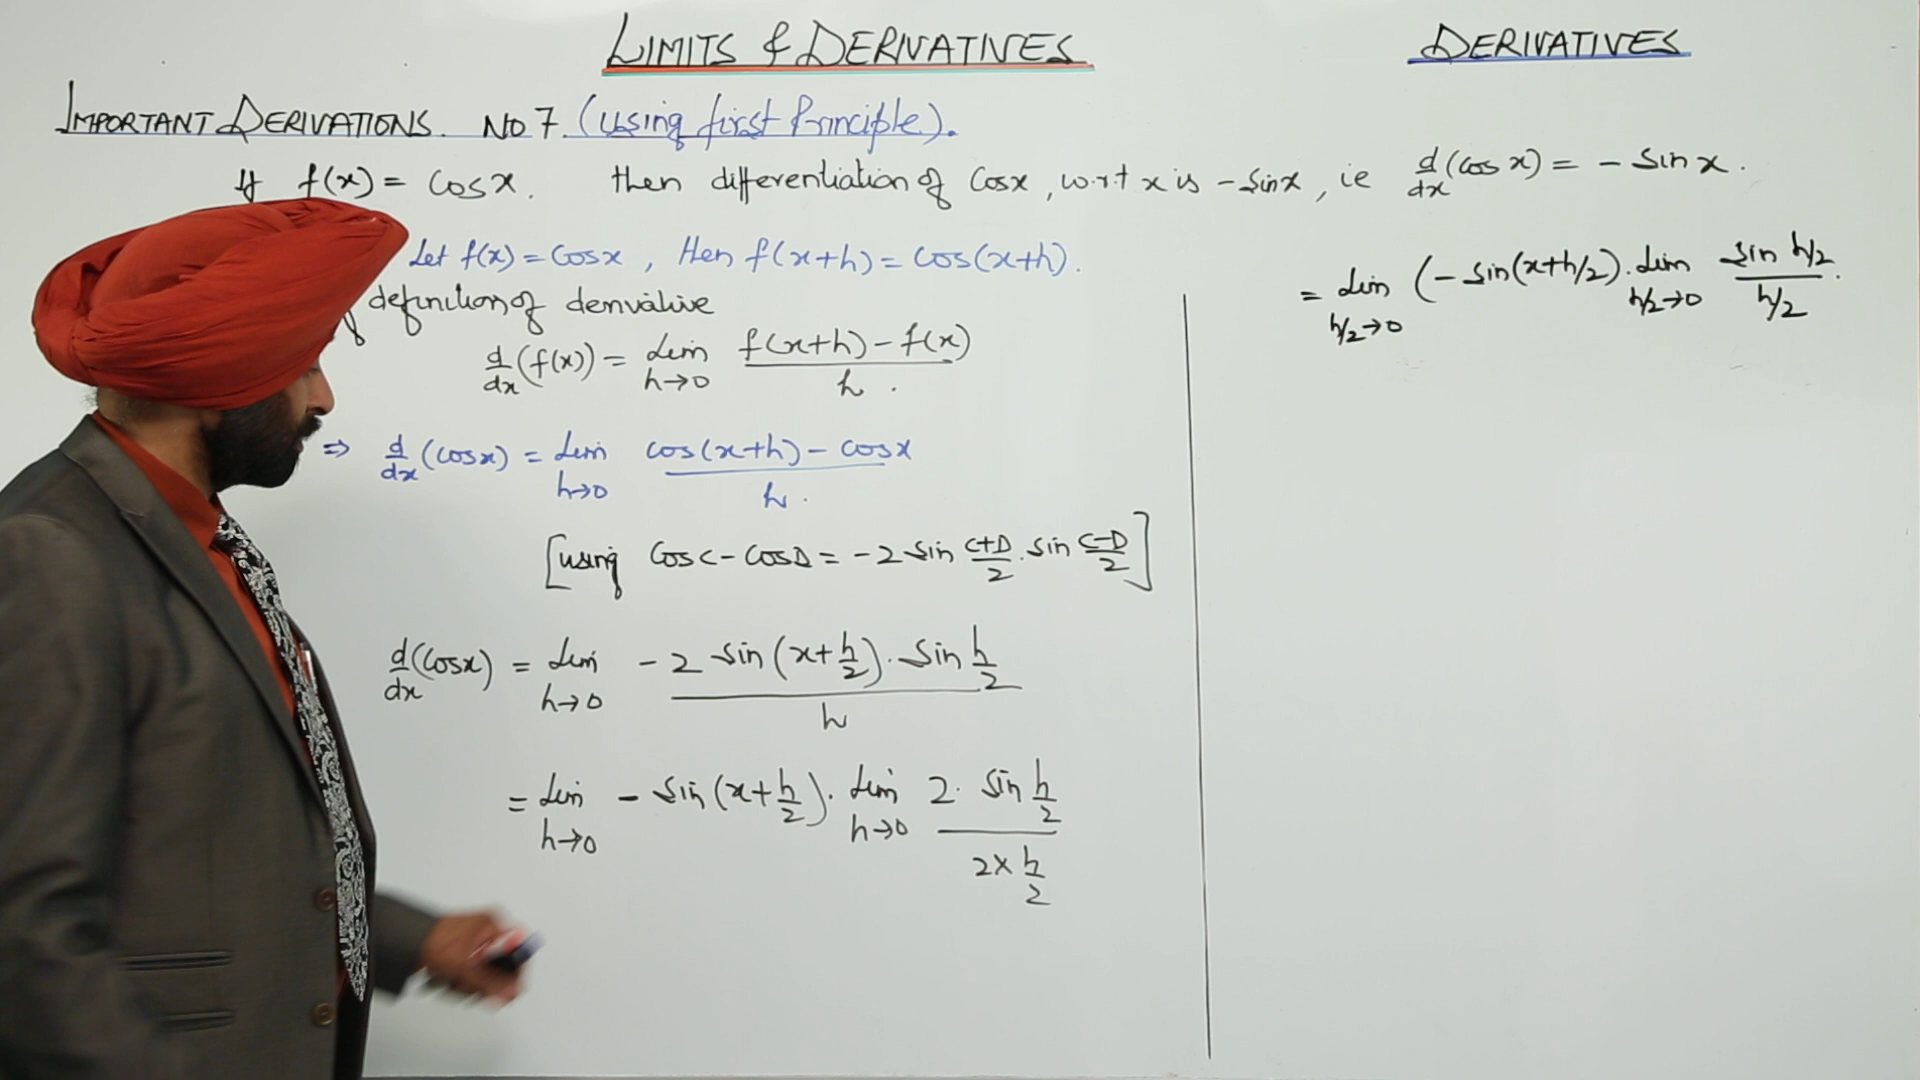 LIMITS & DERIVATIVES
DERIVATIVES
IMPORTANT DERIVATIONS. NO 7 (using first Principle).
If f(x) = cos x. then differentiation of cos x, w.r.t x is - sin x, ie d/dx (cos x) = - sin x.
Let f(x) = cos x, then f(x+h) = cos(x+h).
definition of derivative
d/dx (f(x)) = Lim h→0 f(x+h) - f(x) / h.
⇒ d/dx (cos x) = Lim h→0 cos(x+h) - cos x / h.
[using cos C - cos D = -2 sin C+D/2 . sin C-D/2]
d/dx (cos x) = Lim h→0 -2 sin (x+h/2) . sin h/2 / h
= Lim h→0 - sin (x+h/2) . Lim h→0 2. sin h/2 / 2×h/2
= Lim h/2→0 (- sin(x+h/2) . Lim h/2→0 sin h/2 / h/2 .